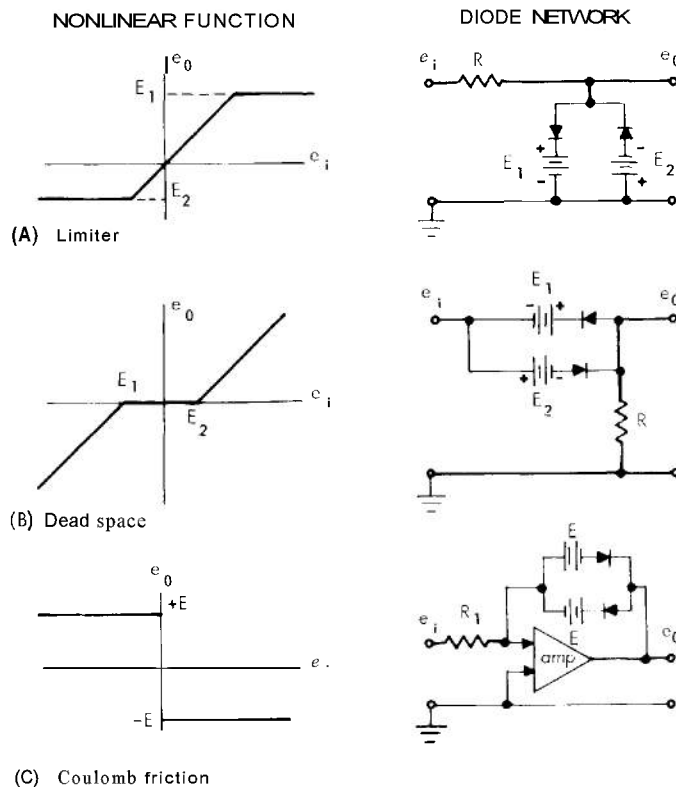 NONLINEAR FUNCTION
DIODE NETWORK
e0
E1
ei
E2
ei
R
e0
+
-
E1
E2
-
+
(A) Limiter
e0
E1
E2
ei
ei
E1
e0
-
+
+
-
E2
R
(B) Dead space
e0
+E
e.
-E
E
ei
R1
E
e0
amp
(C) Coulomb friction